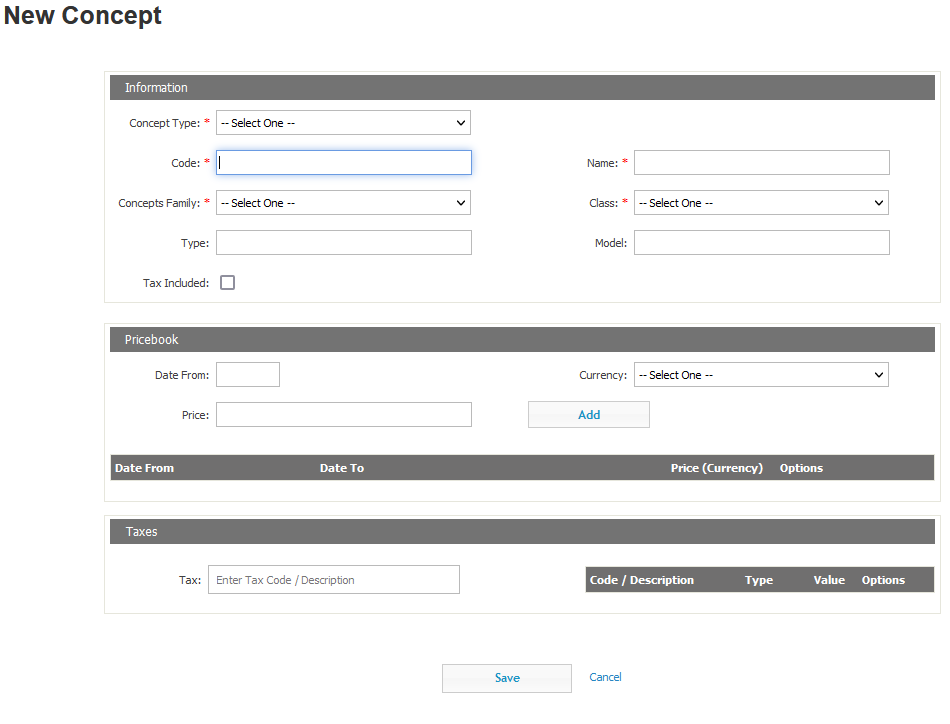 New Concept
Information
Concept Type: * -- Select One --
Code: * Name: *
Concepts Family: * -- Select One -- Class: * -- Select One --
Type: Model:
Tax Included:
Pricebook
Date From: Currency: -- Select One --
Price: Add
Date From Date To Price (Currency) Options
Taxes
Tax: Enter Tax Code / Description Code / Description Type Value Options
Save Cancel